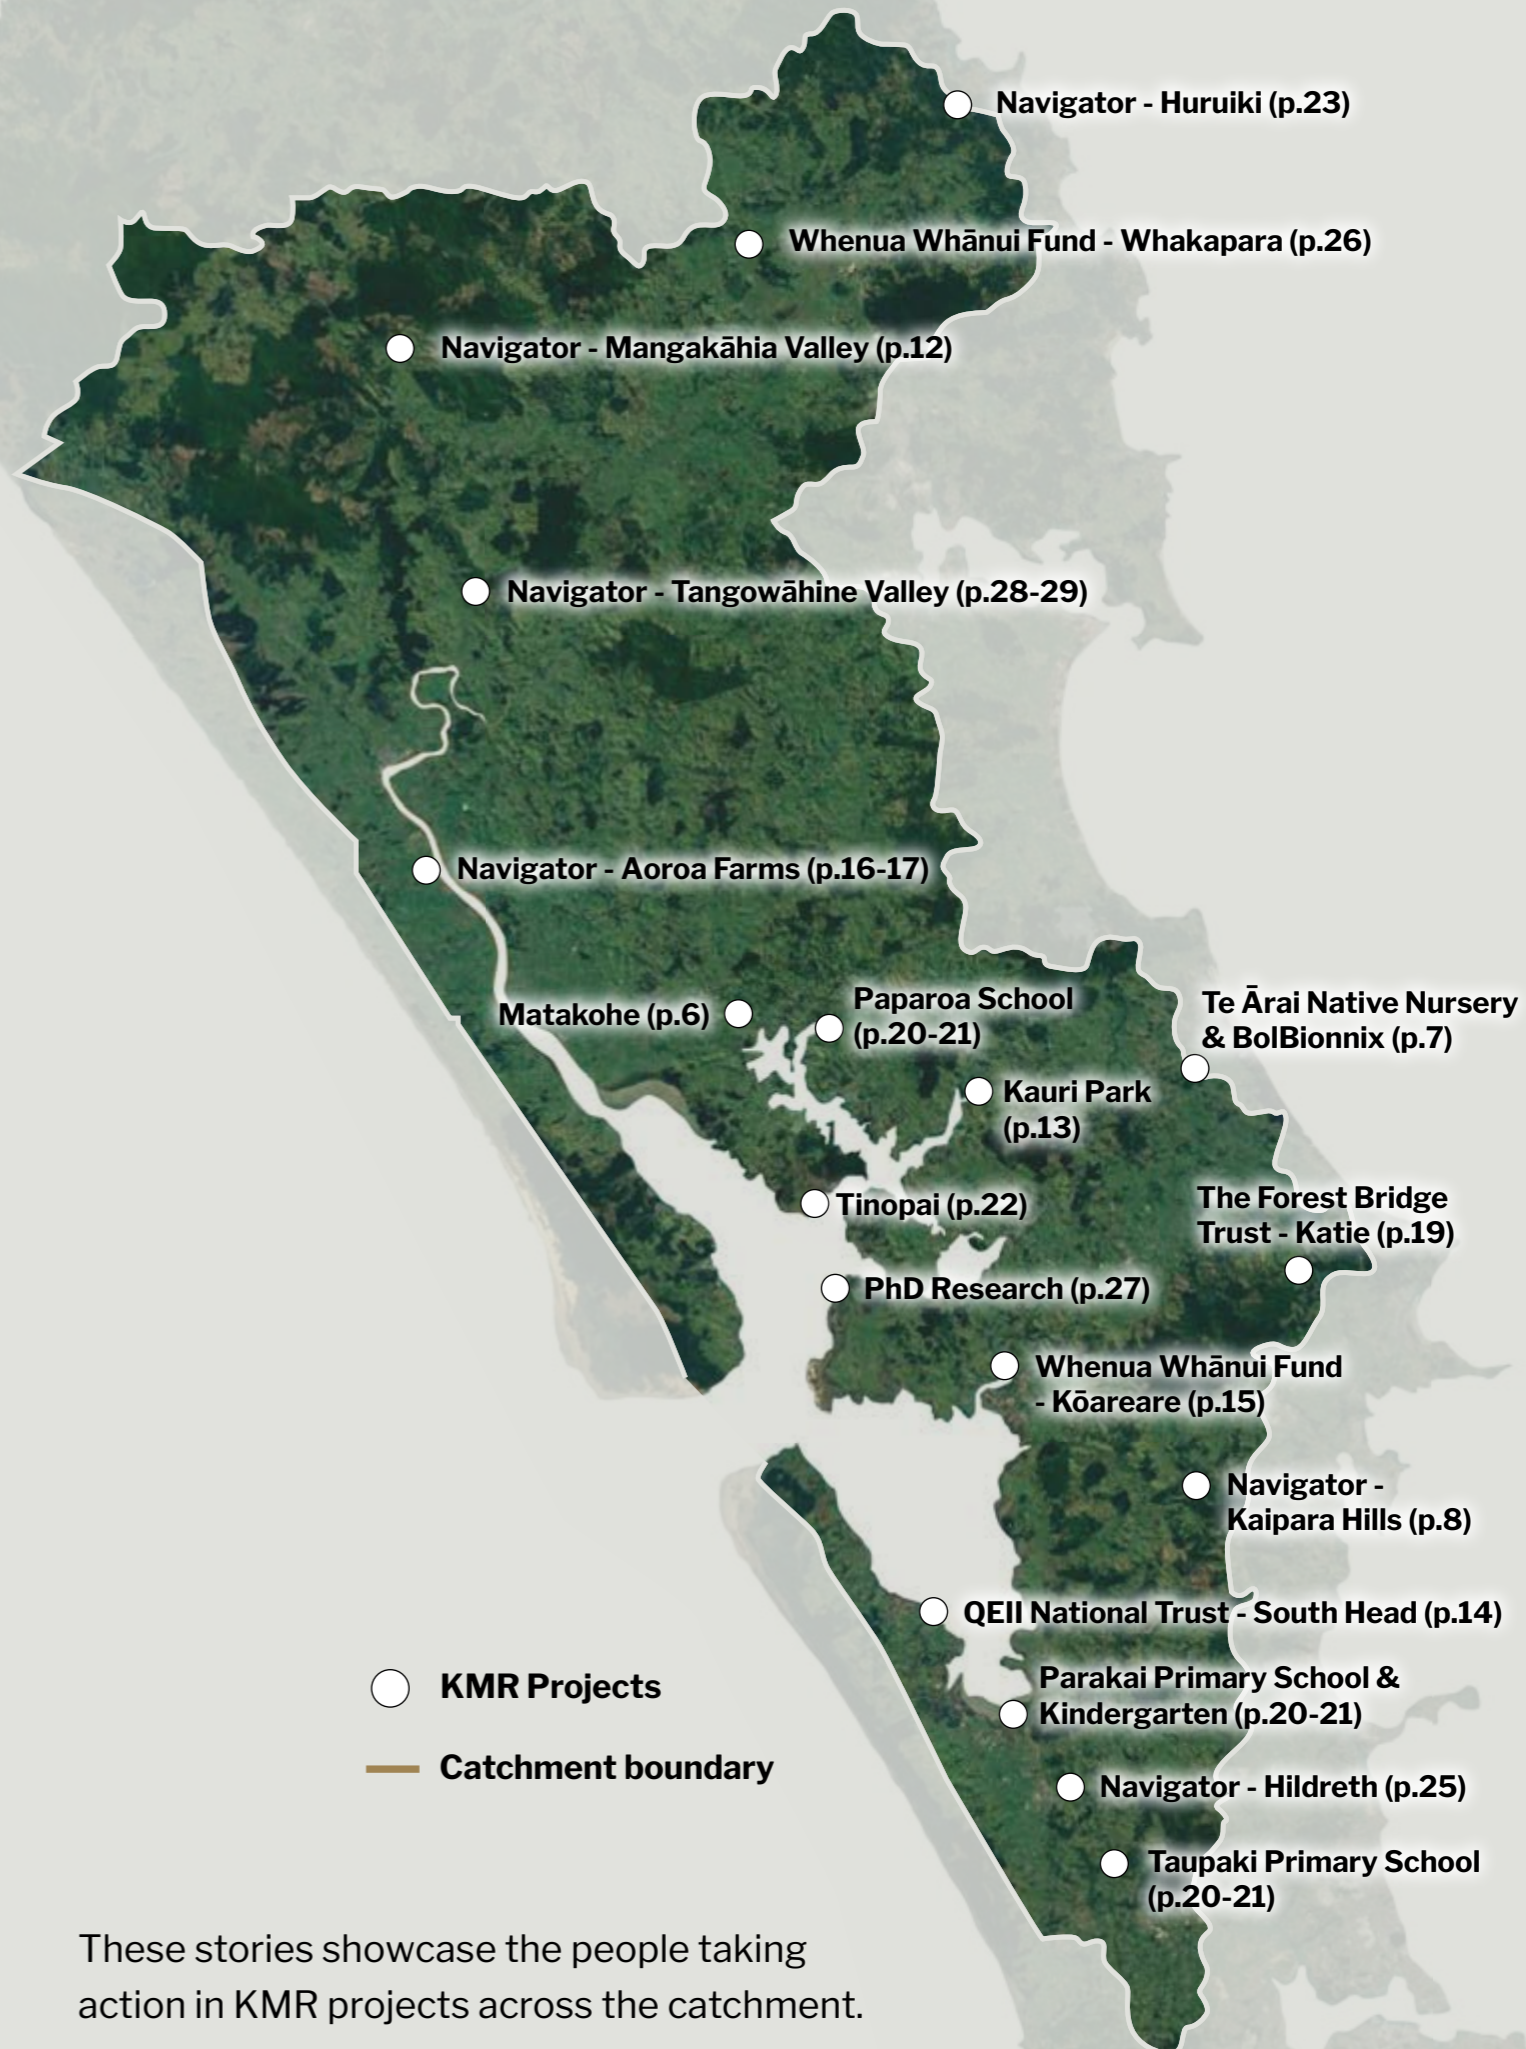 Navigator - Huruiki (p.23)
Whenua Whānui Fund - Whakapara (p.26)
Navigator - Mangakāhia Valley (p.12)
Navigator - Tangowāhine Valley (p.28-29)
Navigator - Aoroa Farms (p.16-17)
Matakohe (p.6)
Paparoa School
(p.20-21)
Te Ārai Native Nursery
& BolBionnix (p.7)
Kauri Park
(p.13)
Tinopai (p.22)
The Forest Bridge
Trust - Katie (p.19)
PhD Research (p.27)
Whenua Whānui Fund
- Kōareare (p.15)
Navigator -
Kaipara Hills (p.8)
QEII National Trust - South Head (p.14)
Parakai Primary School &
Kindergarten (p.20-21)
Navigator - Hildreth (p.25)
Taupaki Primary School
(p.20-21)
KMR Projects
Catchment boundary
These stories showcase the people taking
action in KMR projects across the catchment.